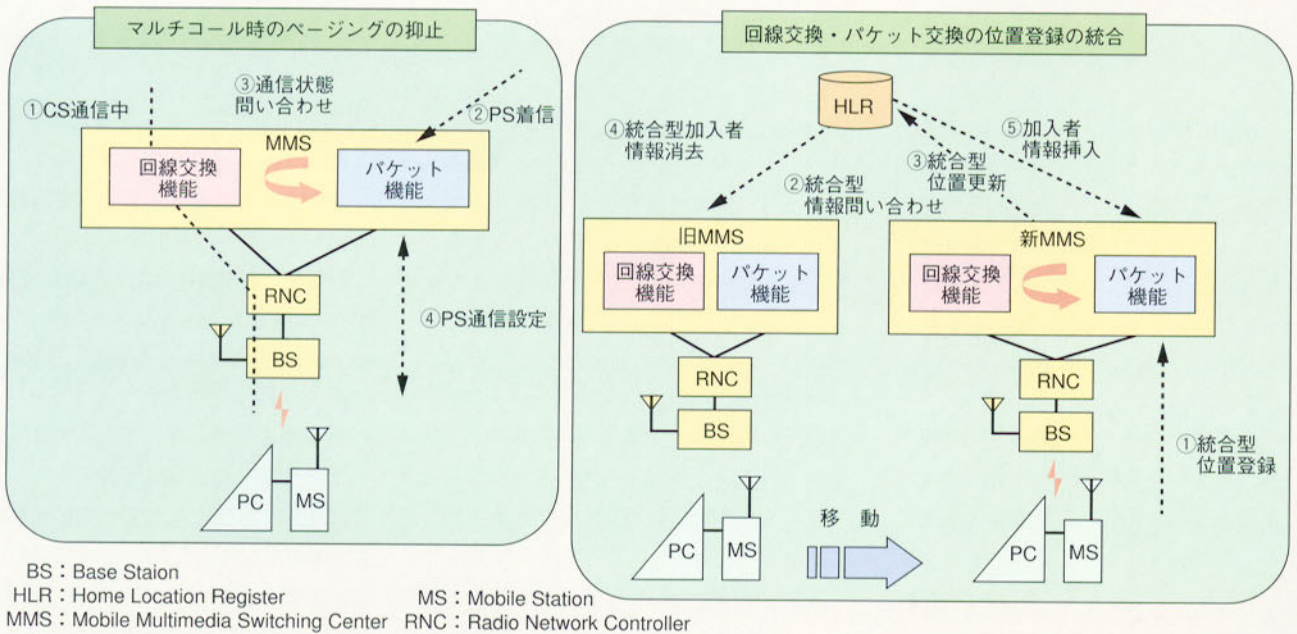 マルチコール時のページングの抑止
①CS通信中
③通信状態
問い合わせ
②PS着信
MMS
回線交換
機能
パケット
機能
RNC
④PS通信設定
BS
PC
MS
回線交換・パケット交換の位置登録の統合
HLR
④統合型加入者
情報消去
⑤加入者
情報挿入
③統合型
位置更新
②統合型
情報問い合わせ
旧MMS
回線交換
機能
パケット
機能
新MMS
回線交換
機能
パケット
機能
RNC
BS
RNC
BS
①統合型
位置登録
PC
MS
移 動
PC
MS
BS：Base Staion
HLR：Home Location Register
MS：Mobile Station
MMS：Mobile Multimedia Switching Center
RNC：Radio Network Controller